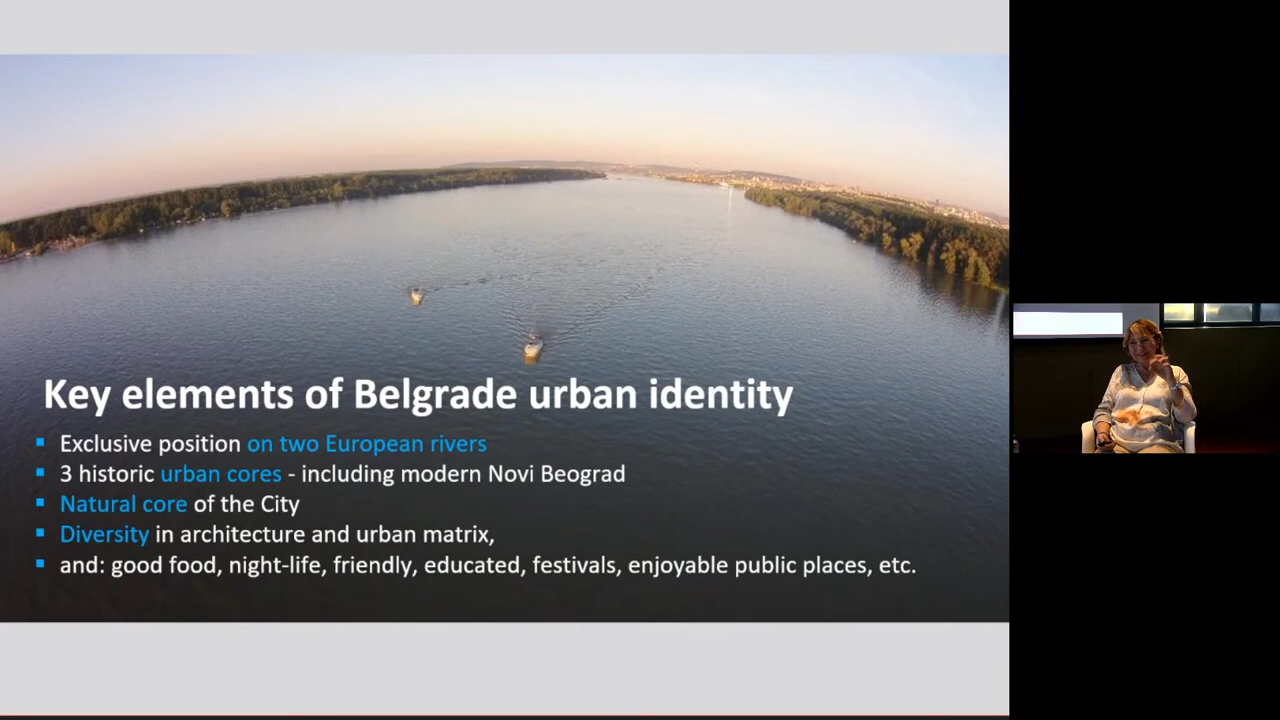 Key elements of Belgrade urban identity
▪ Exclusive position on two European rivers
▪ 3 historic urban cores - including modern Novi Beograd
▪ Natural core of the City
▪ Diversity in architecture and urban matrix,
▪ and: good food, night-life, friendly, educated, festivals, enjoyable public places, etc.